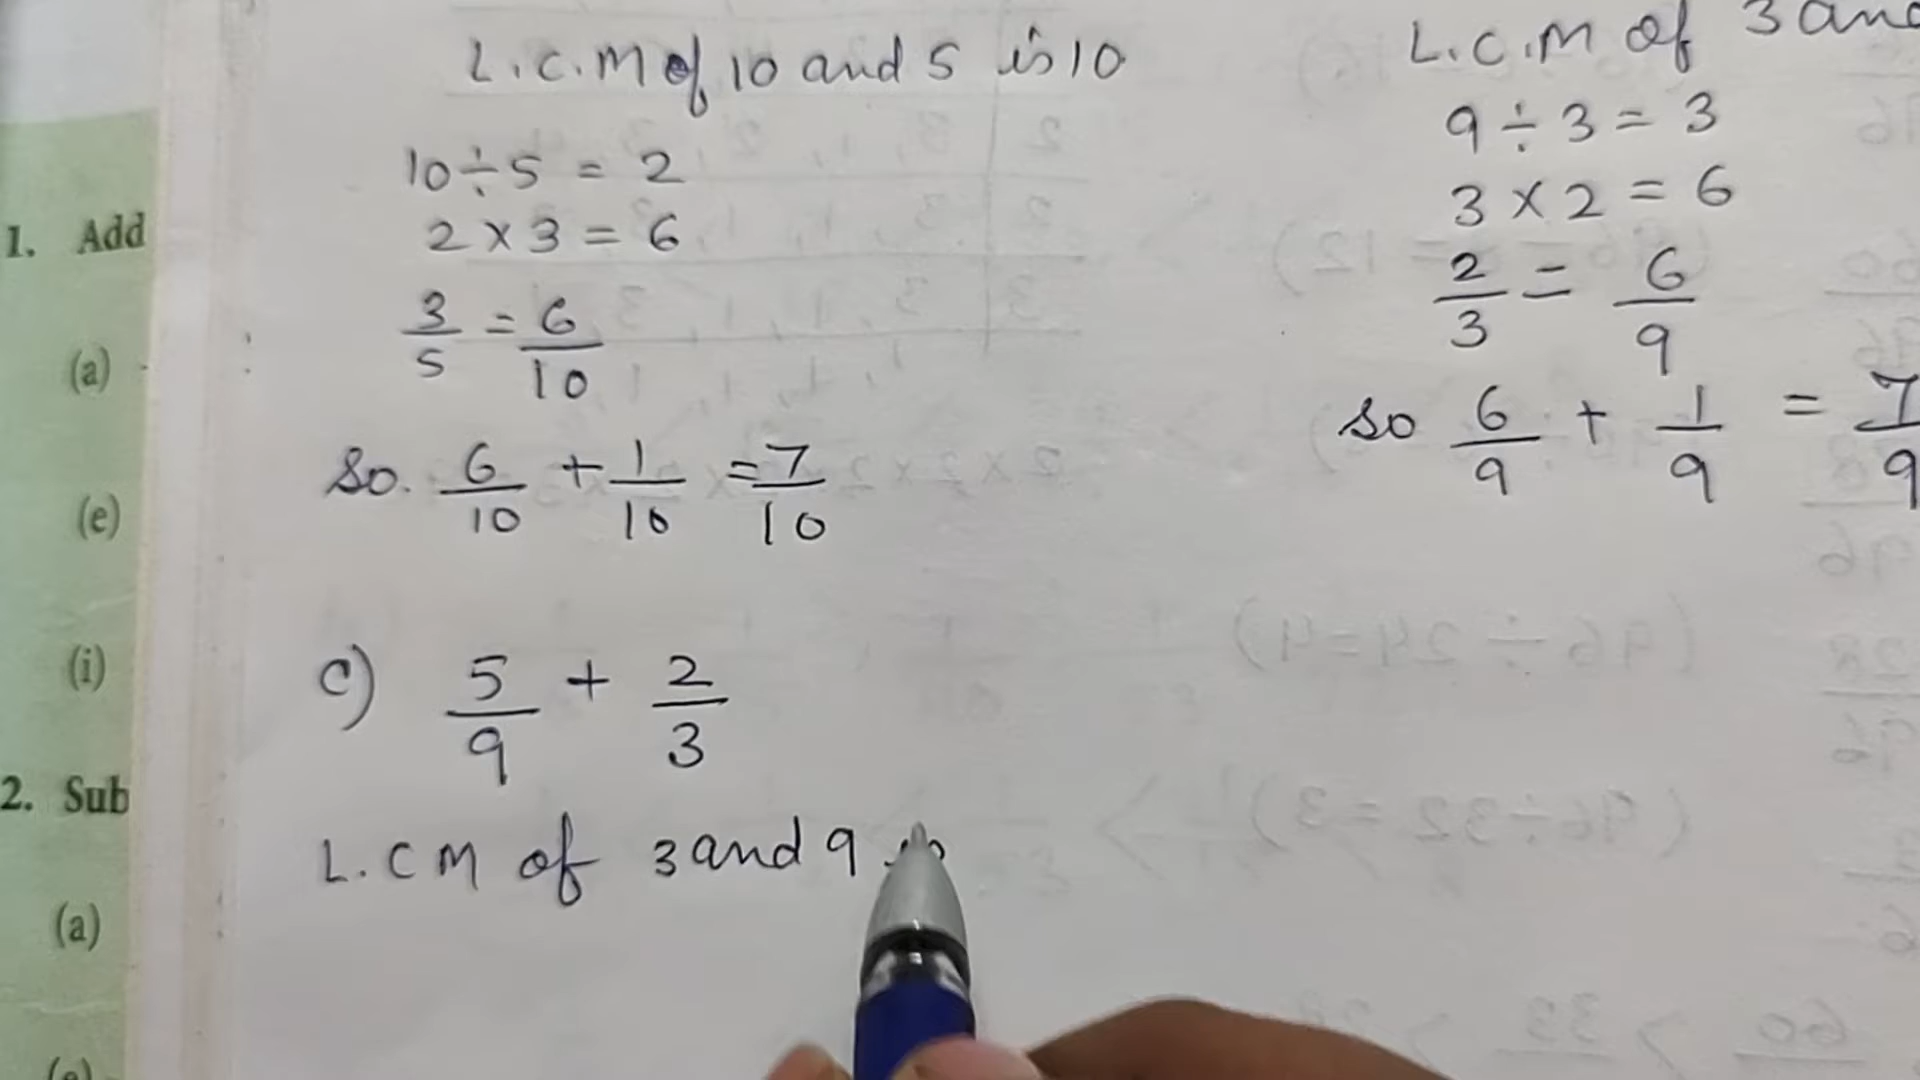 L.C.M of 10 and 5 is 10
10÷5 = 2
2 x 3 = 6
3/5 = 6/10
So. 6/10 + 1/10 = 7/10
c) 5/9 + 2/3
L.CM of 3 and 9
L.C.M of 3 and
9 ÷ 3 = 3
3 x 2 = 6
2/3 = 6/9
so 6/9 + 1/9 = 7/9
1. Add
(a)
(e)
(i)
2. Sub
(a)